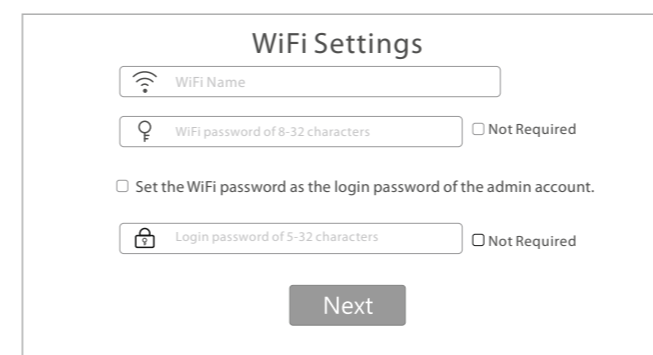 WiFi Settings
WiFi Name
WiFi password of 8-32 characters
Not Required
Set the WiFi password as the login password of the admin account.
Login password of 5-32 characters
Not Required
Next